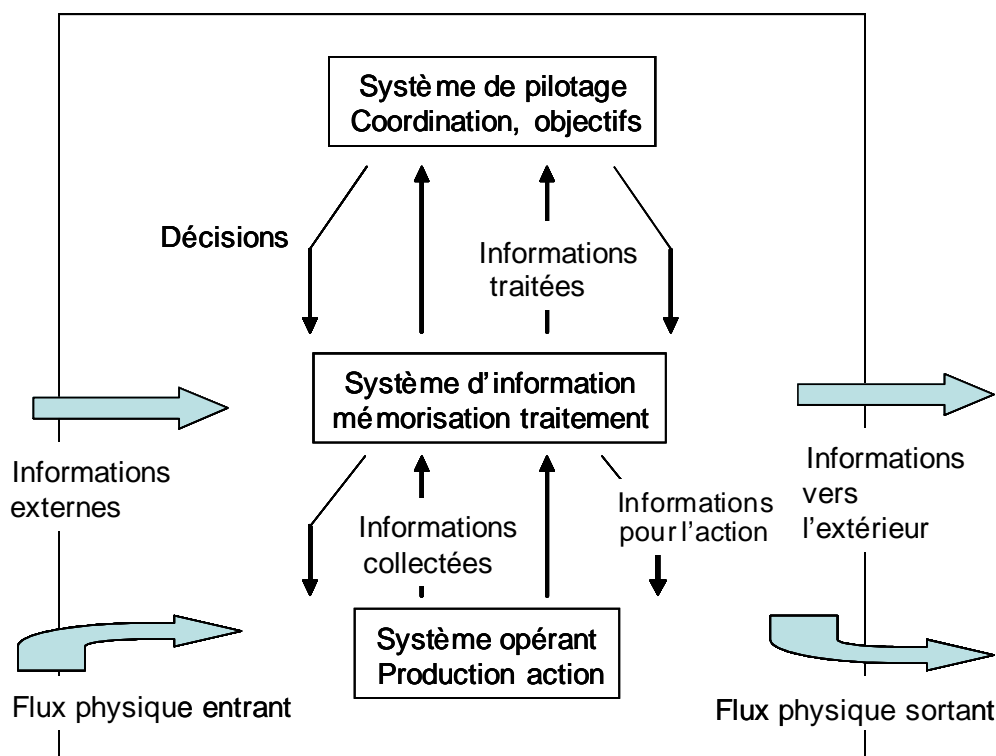 Système de pilotage
Coordination, objectifs
Décisions
Informations
traitées
Système d'information
mémorisation traitement
Informations
externes
Informations
vers
l'extérieur
Informations
collectées
Informations
pour l'action
Système opérant
Production action
Flux physique entrant
Flux physique sortant